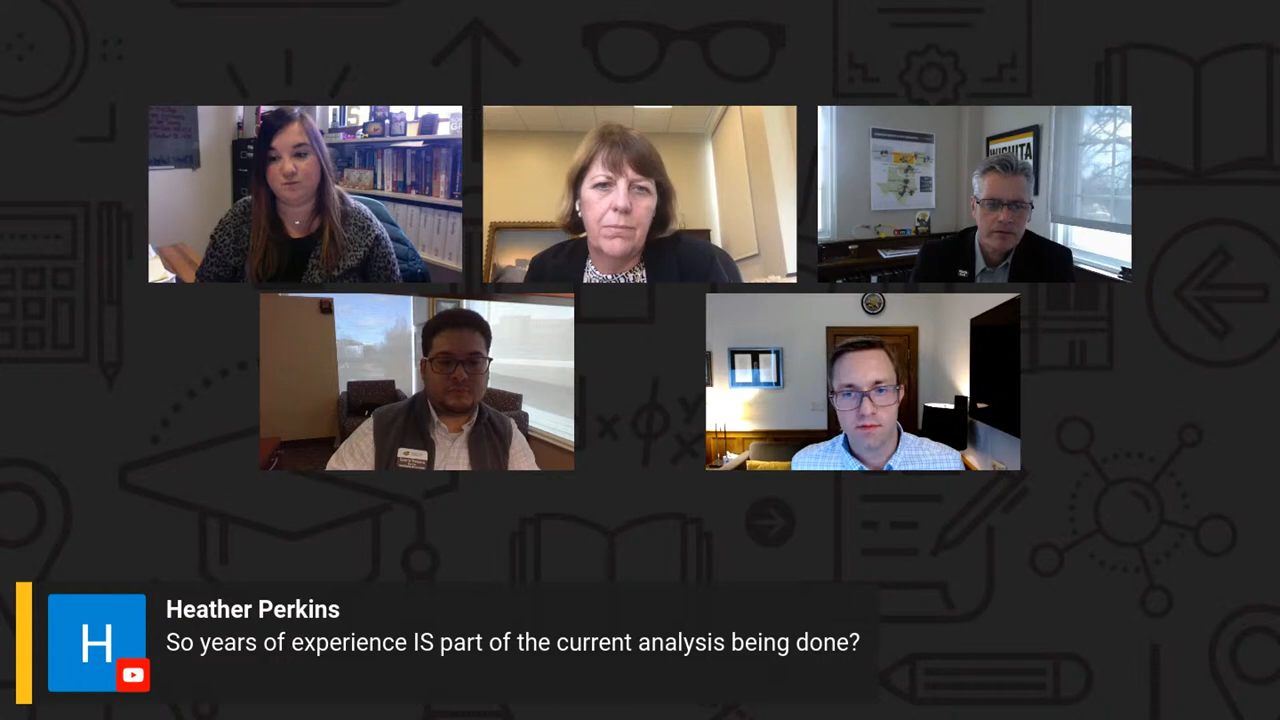 WICHITA
Heather Perkins
So years of experience IS part of the current analysis being done?
H